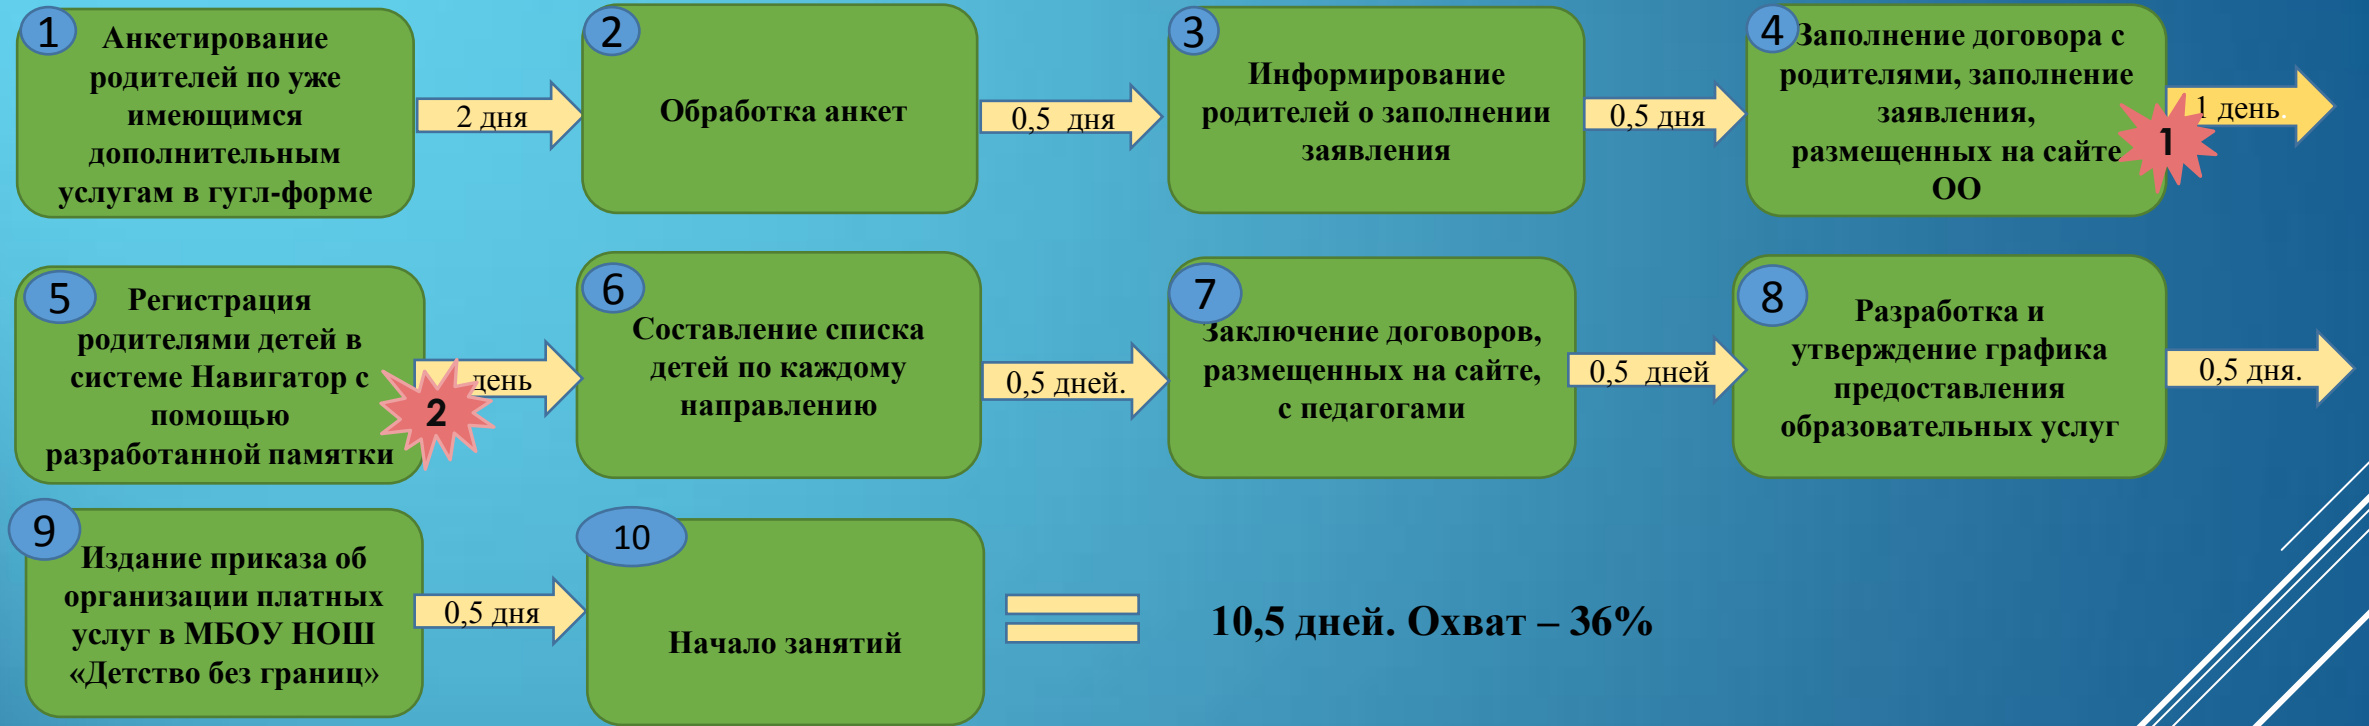 1
Анкетирование
родителей по уже
имеющимся
дополнительным
услугам в гугл-форме
2 дня
2
Обработка анкет
0,5 дня
3
Информирование
родителей о заполнении
заявления
0,5 дня
4
Заполнение договора с
родителями, заполнение
заявления,
размещенных на сайте
ОО
1
1 день.
5
Регистрация
родителями детей в
системе Навигатор с
помощью
разработанной памятки
2
день
6
Составление списка
детей по каждому
направлению
0,5 дней.
7
Заключение договоров,
размещенных на сайте,
с педагогами
0,5 дней
8
Разработка и
утверждение графика
предоставления
образовательных услуг
0,5 дня.
9
Издание приказа об
организации платных
услуг в МБОУ НОШ
«Детство без границ»
0,5 дня
10
Начало занятий
10,5 дней. Охват – 36%